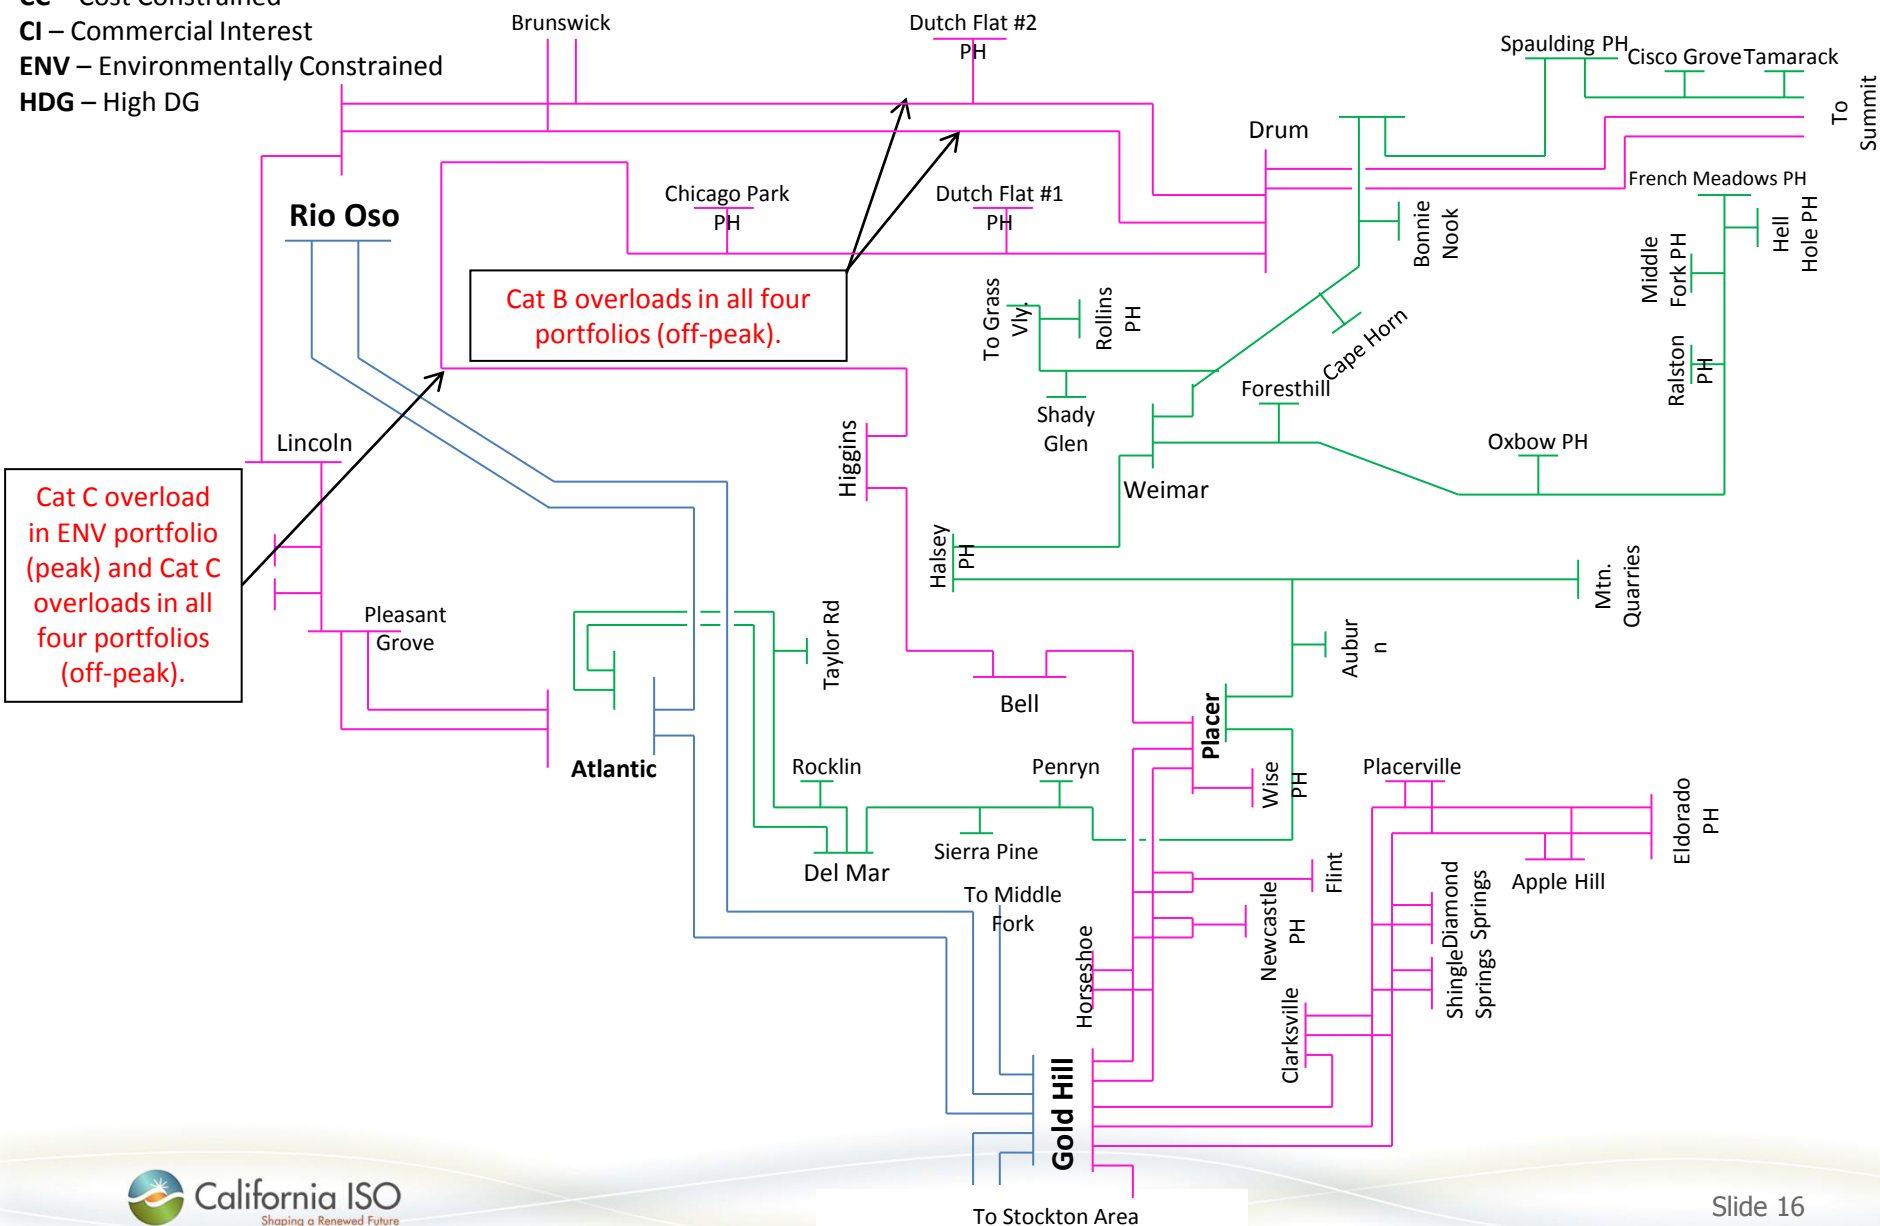 CC – Cost Constrained
CI – Commercial Interest
ENV – Environmentally Constrained
HDG – High DG
Brunswick
Dutch Flat #2
PH
Spaulding PH
Cisco Grove
Tamarack
To
Summit
Drum
Rio Oso
Chicago Park
PH
Dutch Flat #1
PH
Bonnie
Nook
French Meadows PH
Hell
Hole PH
Middle
Fork PH
Ralston
PH
Cat B overloads in all four
portfolios (off-peak).
To Grass
Vly.
Rollins
PH
Cape Horn
Shady
Glen
Foresthill
Oxbow PH
Lincoln
Higgins
Weimar
Cat C overload
in ENV portfolio
(peak) and Cat C
overloads in all
four portfolios
(off-peak).
Halsey
PH
Mtn.
Quarries
Pleasant
Grove
Taylor Rd
Aubur
n
Bell
Placer
Atlantic
Rocklin
Penryn
Wise
PH
Placerville
Eldorado
PH
Del Mar
Sierra Pine
Flint
Apple Hill
To Middle
Fork
Newcastle
PH
Diamond
Springs
Horseshoe
Shingle
Springs
Clarksville
Gold Hill
To Stockton Area
California ISO
Shaping a Renewed Future
Slide 16